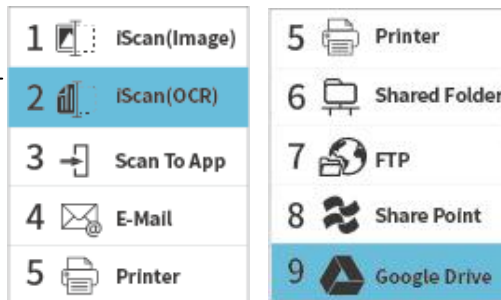 1 iScan(Image)
2 iScan(OCR)
3 Scan To App
4 E-Mail
5 Printer
5 Printer
6 Shared Folder
7 FTP
8 Share Point
9 Google Drive